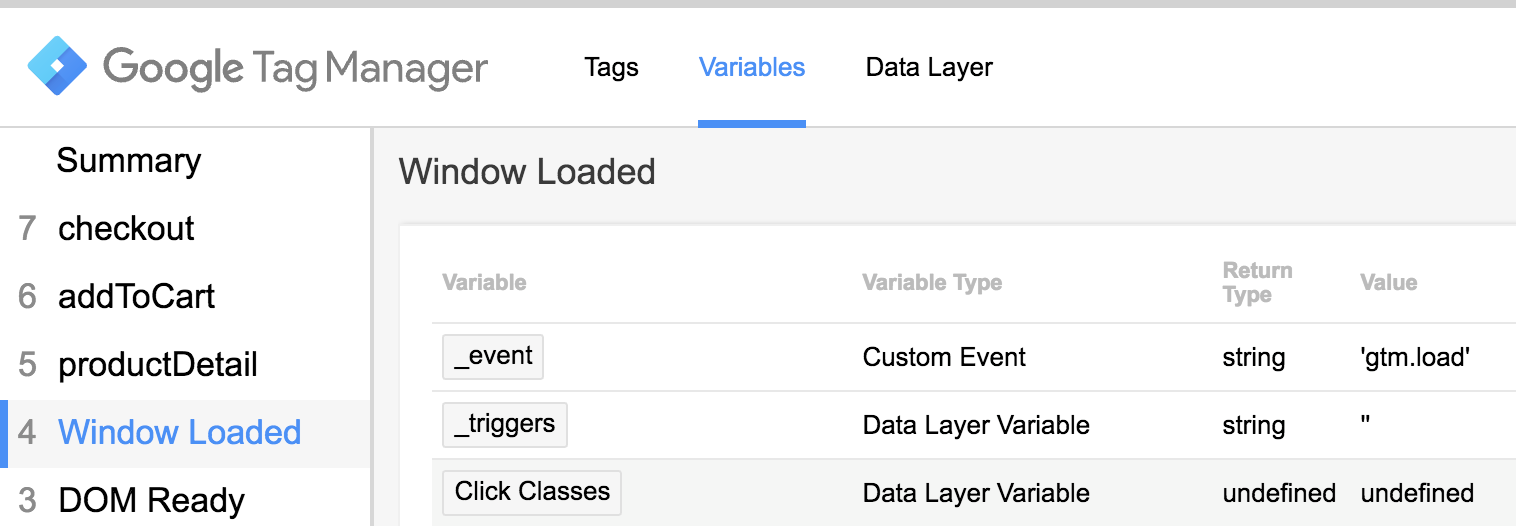 Google Tag Manager Tags Variables Data Layer
Summary
7 checkout
6 addToCart
5 productDetail
4 Window Loaded
3 DOM Ready
Window Loaded
Variable Variable Type Return Type Value
_event Custom Event string 'gtm.load'
_triggers Data Layer Variable string ''
Click Classes Data Layer Variable undefined undefined